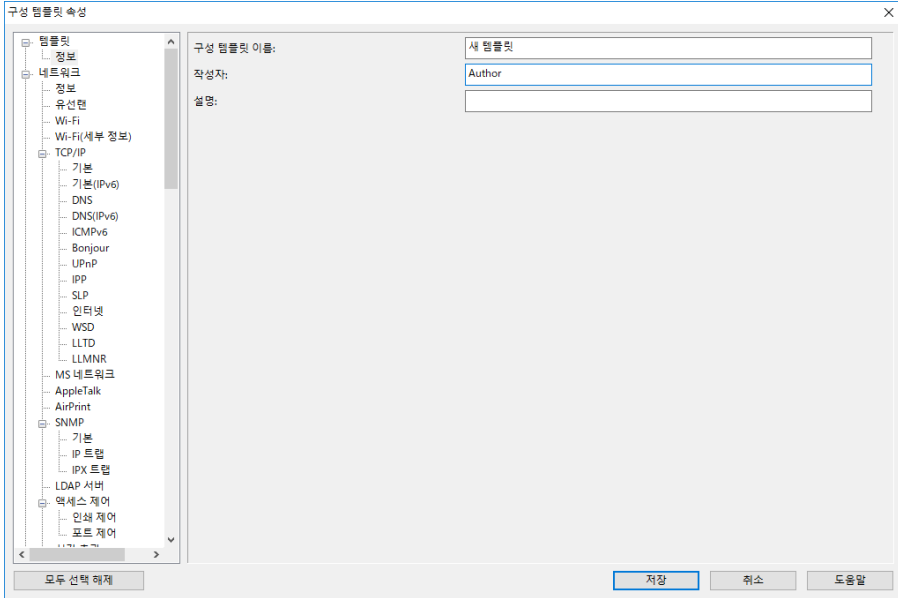 구성 템플릿 속성
템플릿
정보
네트워크
정보
유선랜
Wi-Fi
Wi-Fi(세부 정보)
TCP/IP
기본
기본(IPv6)
DNS
DNS(IPv6)
ICMPv6
Bonjour
UPnP
IPP
SLP
인터넷
WSD
LLTD
LLMNR
MS 네트워크
AppleTalk
AirPrint
SNMP
기본
IP 트랩
IPX 트랩
LDAP 서버
액세스 제어
인쇄 제어
포트 제어
구성 템플릿 이름: 새 템플릿
작성자: Author
설명:
모두 선택 해제 저장 취소 도움말